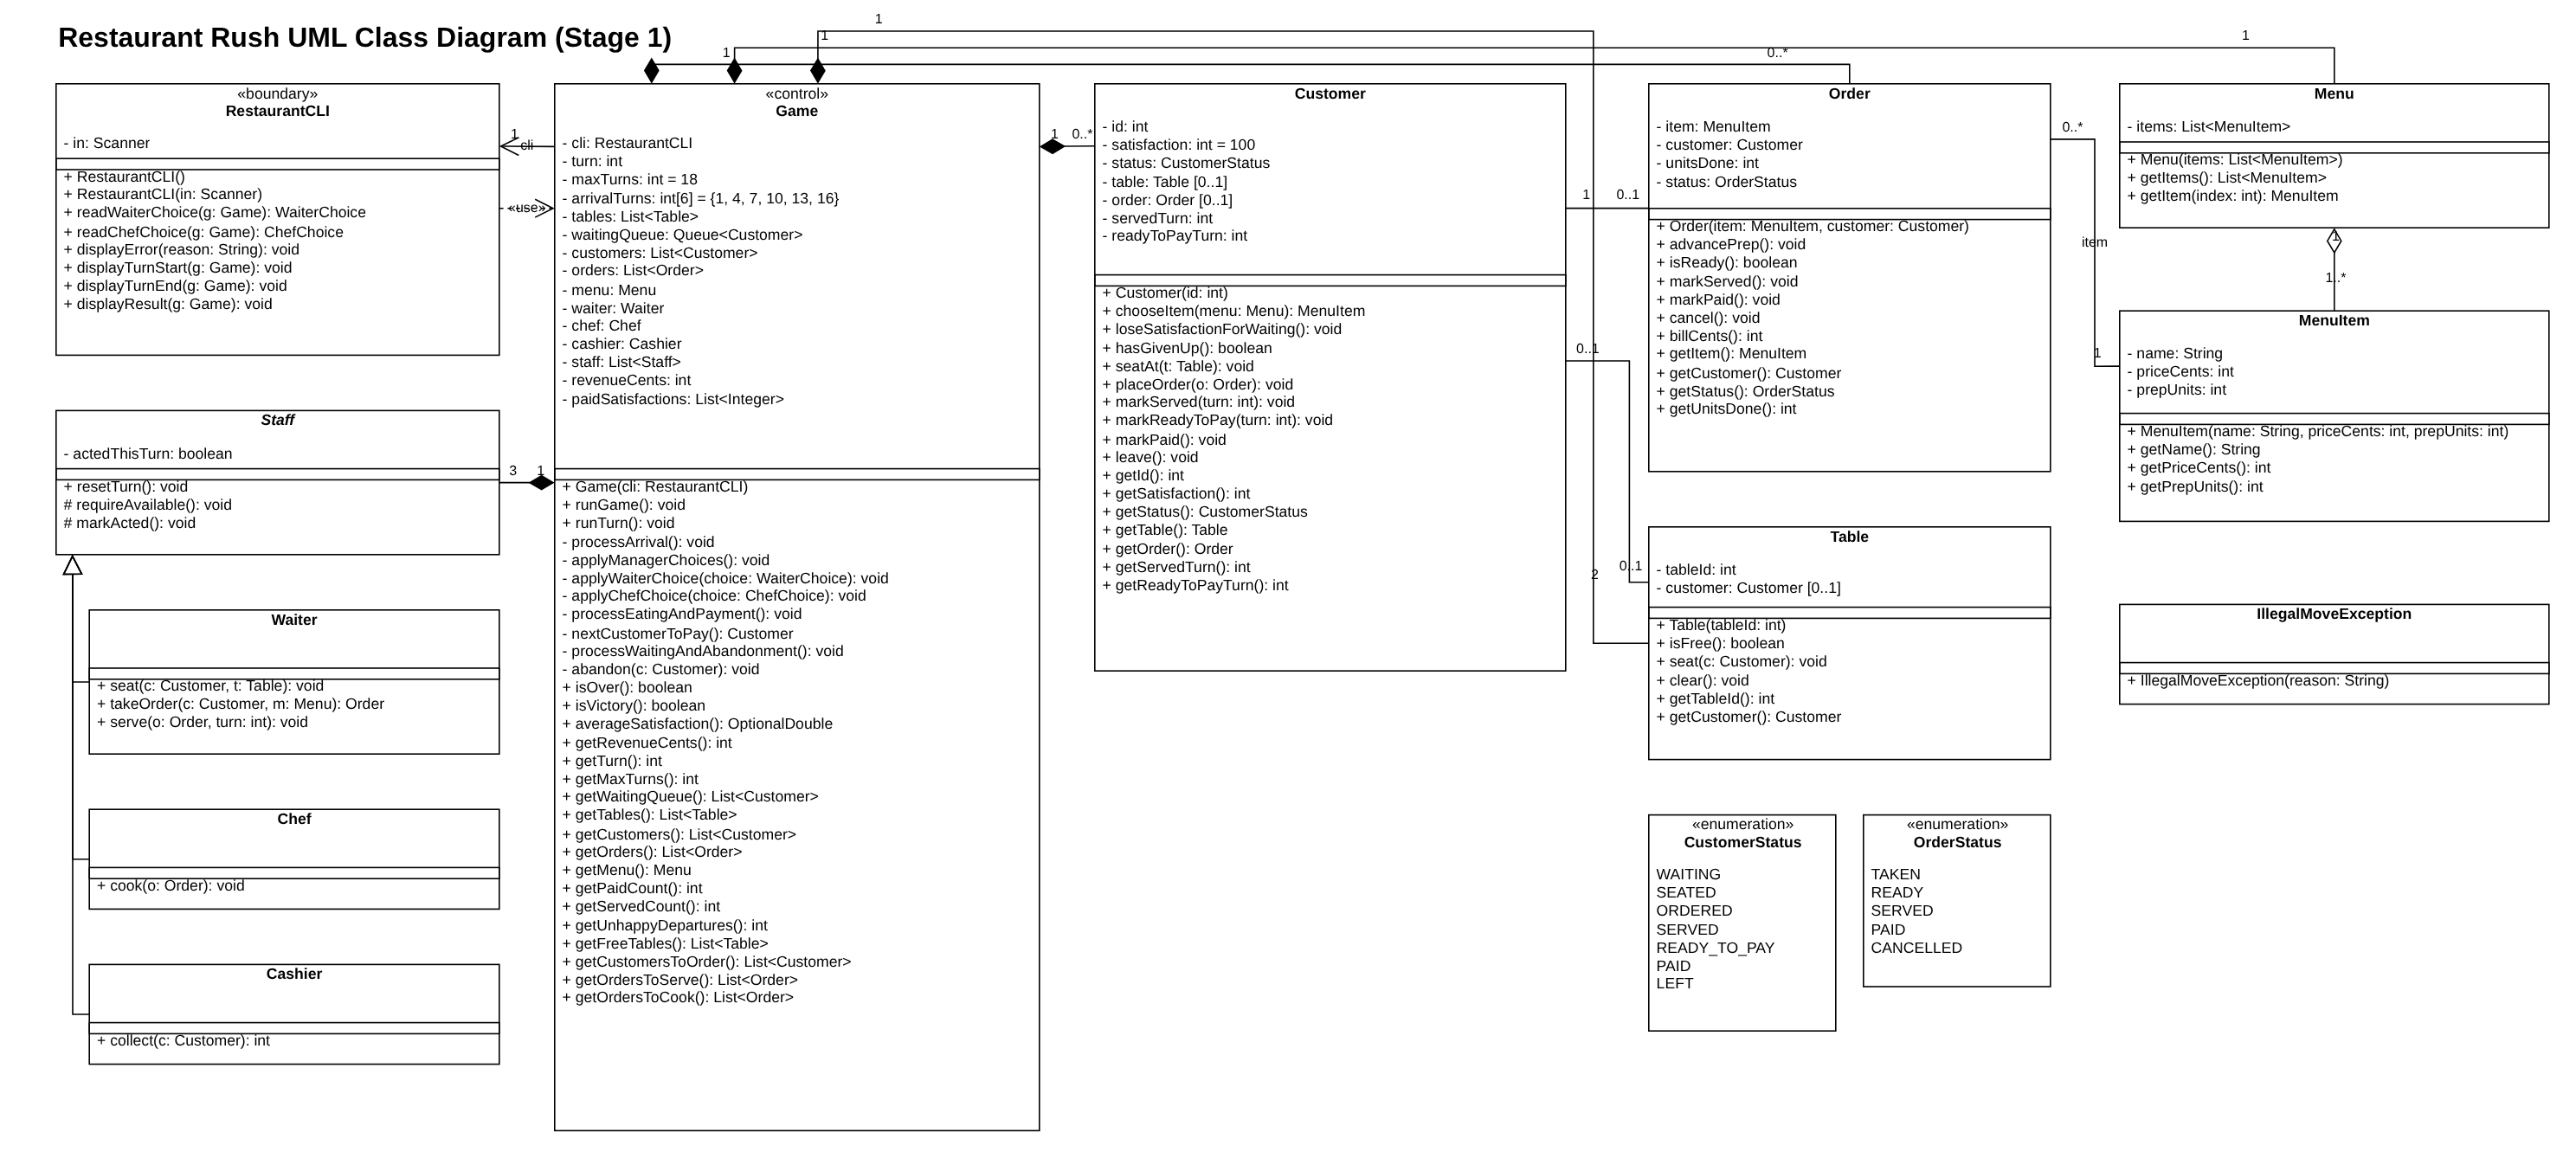 Restaurant Rush UML Class Diagram (Stage 1)
1
1
1
1
0..*
«boundary»
RestaurantCLI
- in: Scanner
+ RestaurantCLI()
+ RestaurantCLI(in: Scanner)
+ readWaiterChoice(g: Game): WaiterChoice
+ readChefChoice(g: Game): ChefChoice
+ displayError(reason: String): void
+ displayTurnStart(g: Game): void
+ displayTurnEnd(g: Game): void
+ displayResult(g: Game): void
1
cli
«use»
Staff
- actedThisTurn: boolean
+ resetTurn(): void
# requireAvailable(): void
# markActed(): void
3
1
Waiter
+ seat(c: Customer, t: Table): void
+ takeOrder(c: Customer, m: Menu): Order
+ serve(o: Order, turn: int): void
Chef
+ cook(o: Order): void
Cashier
+ collect(c: Customer): int
«control»
Game
- cli: RestaurantCLI
- turn: int
- maxTurns: int = 18
- arrivalTurns: int[6] = {1, 4, 7, 10, 13, 16}
- tables: List<Table>
- waitingQueue: Queue<Customer>
- customers: List<Customer>
- orders: List<Order>
- menu: Menu
- waiter: Waiter
- chef: Chef
- cashier: Cashier
- staff: List<Staff>
- revenueCents: int
- paidSatisfactions: List<Integer>
+ Game(cli: RestaurantCLI)
+ runGame(): void
+ runTurn(): void
- processArrival(): void
- applyManagerChoices(): void
- applyWaiterChoice(choice: WaiterChoice): void
- applyChefChoice(choice: ChefChoice): void
- processEatingAndPayment(): void
- nextCustomerToPay(): Customer
- processWaitingAndAbandonment(): void
- abandon(c: Customer): void
+ isOver(): boolean
+ isVictory(): boolean
+ averageSatisfaction(): OptionalDouble
+ getRevenueCents(): int
+ getTurn(): int
+ getMaxTurns(): int
+ getWaitingQueue(): List<Customer>
+ getTables(): List<Table>
+ getCustomers(): List<Customer>
+ getOrders(): List<Order>
+ getMenu(): Menu
+ getPaidCount(): int
+ getServedCount(): int
+ getUnhappyDepartures(): int
+ getFreeTables(): List<Table>
+ getCustomersToOrder(): List<Customer>
+ getOrdersToServe(): List<Order>
+ getOrdersToCook(): List<Order>
1
0..*
Customer
- id: int
- satisfaction: int = 100
- status: CustomerStatus
- table: Table [0..1]
- order: Order [0..1]
- servedTurn: int
- readyToPayTurn: int
+ Customer(id: int)
+ chooseItem(menu: Menu): MenuItem
+ loseSatisfactionForWaiting(): void
+ hasGivenUp(): boolean
+ seatAt(t: Table): void
+ placeOrder(o: Order): void
+ markServed(turn: int): void
+ markReadyToPay(turn: int): void
+ markPaid(): void
+ leave(): void
+ getId(): int
+ getSatisfaction(): int
+ getStatus(): CustomerStatus
+ getTable(): Table
+ getOrder(): Order
+ getServedTurn(): int
+ getReadyToPayTurn(): int
1
0..1
0..1
0..1
2
Order
- item: MenuItem
- customer: Customer
- unitsDone: int
- status: OrderStatus
+ Order(item: MenuItem, customer: Customer)
+ advancePrep(): void
+ isReady(): boolean
+ markServed(): void
+ markPaid(): void
+ cancel(): void
+ billCents(): int
+ getItem(): MenuItem
+ getCustomer(): Customer
+ getStatus(): OrderStatus
+ getUnitsDone(): int
0..*
item
1
Table
- tableId: int
- customer: Customer [0..1]
+ Table(tableId: int)
+ isFree(): boolean
+ seat(c: Customer): void
+ clear(): void
+ getTableId(): int
+ getCustomer(): Customer
«enumeration»
CustomerStatus
WAITING
SEATED
ORDERED
SERVED
READY_TO_PAY
PAID
LEFT
«enumeration»
OrderStatus
TAKEN
READY
SERVED
PAID
CANCELLED
Menu
- items: List<MenuItem>
+ Menu(items: List<MenuItem>)
+ getItems(): List<MenuItem>
+ getItem(index: int): MenuItem
1
1..*
MenuItem
- name: String
- priceCents: int
- prepUnits: int
+ MenuItem(name: String, priceCents: int, prepUnits: int)
+ getName(): String
+ getPriceCents(): int
+ getPrepUnits(): int
IllegalMoveException
+ IllegalMoveException(reason: String)